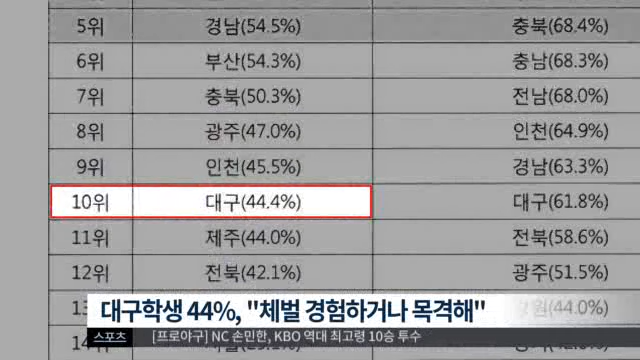 5위 경남(54.5%) 충북(68.4%)
6위 부산(54.3%) 충남(68.3%)
7위 충북(50.3%) 전남(68.0%)
8위 광주(47.0%) 인천(64.9%)
9위 인천(45.5%) 경남(63.3%)
10위 대구(44.4%) 대구(61.8%)
11위 제주(44.0%) 전북(58.6%)
12위 전북(42.1%) 광주(51.5%)
대구학생 44%, "체벌 경험하거나 목격해"
스포츠 [프로야구] NC 손민한, KBO 역대 최고령 10승 투수